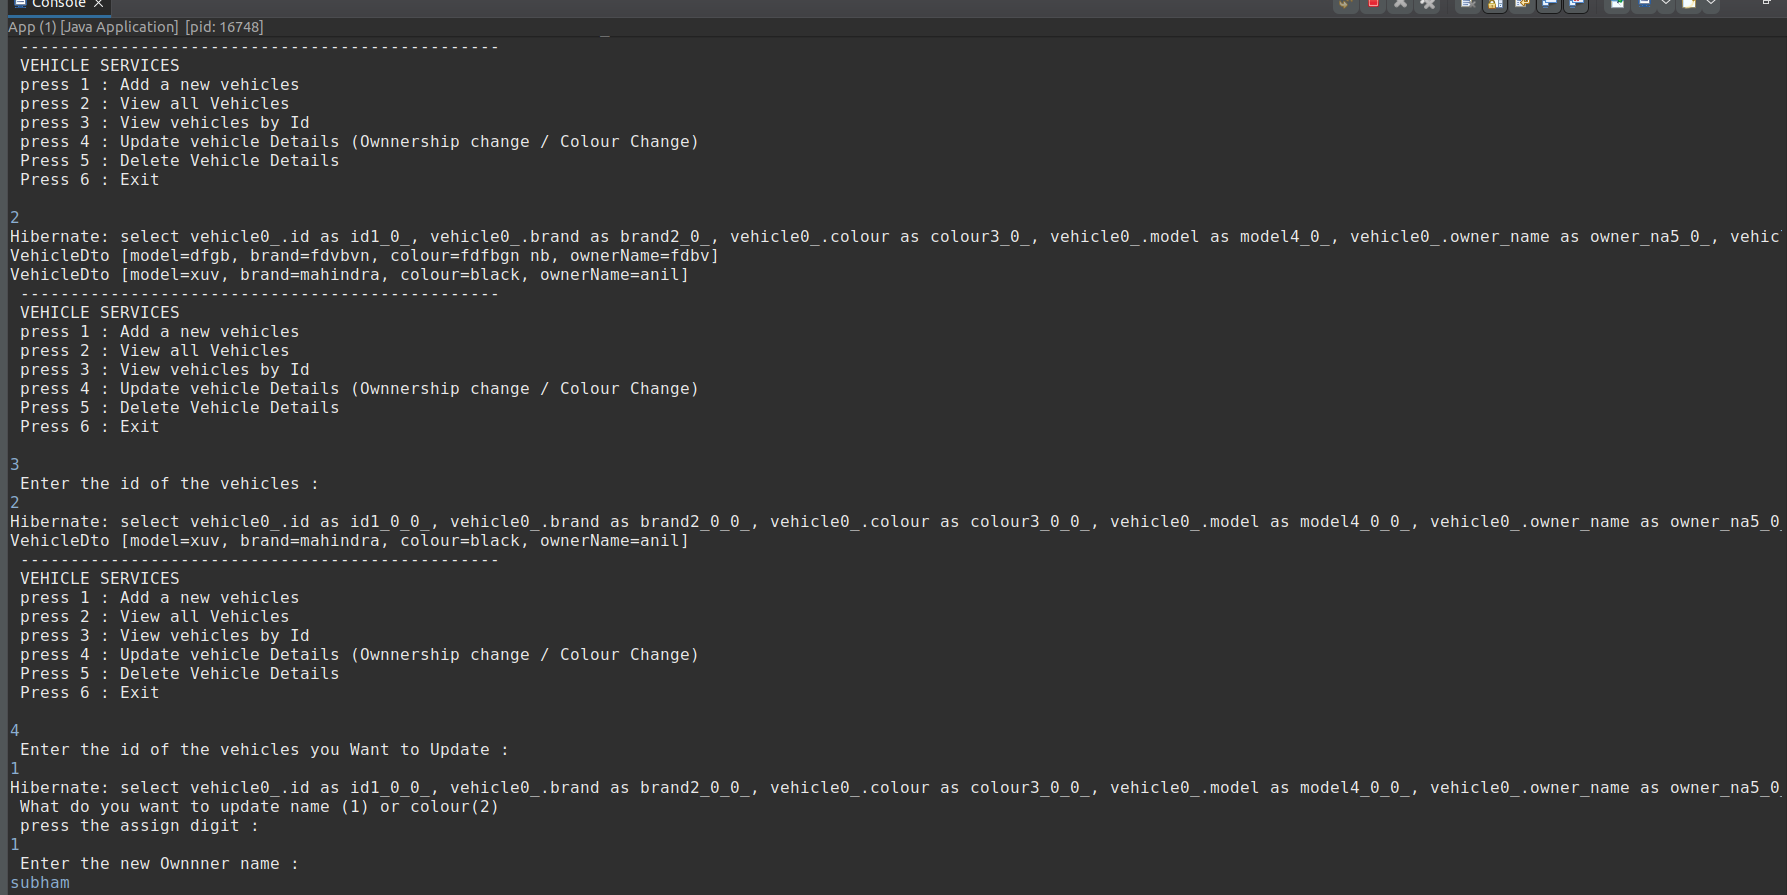 Console
App (1) [Java Application] [pid: 16748]
------------------------------------------------
VEHICLE SERVICES
press 1 : Add a new vehicles
press 2 : View all Vehicles
press 3 : View vehicles by Id
press 4 : Update vehicle Details (Ownnership change / Colour Change)
Press 5 : Delete Vehicle Details
Press 6 : Exit
2
Hibernate: select vehicle0_.id as id1_0_, vehicle0_.brand as brand2_0_, vehicle0_.colour as colour3_0_, vehicle0_.model as model4_0_, vehicle0_.owner_name as owner_na5_0_, vehic
VehicleDto [model=dfgb, brand=fdvbvn, colour=fdfbgn nb, ownerName=fdbv]
VehicleDto [model=xuv, brand=mahindra, colour=black, ownerName=anil]
------------------------------------------------
VEHICLE SERVICES
press 1 : Add a new vehicles
press 2 : View all Vehicles
press 3 : View vehicles by Id
press 4 : Update vehicle Details (Ownnership change / Colour Change)
Press 5 : Delete Vehicle Details
Press 6 : Exit
3
Enter the id of the vehicles :
2
Hibernate: select vehicle0_.id as id1_0_0_, vehicle0_.brand as brand2_0_0_, vehicle0_.colour as colour3_0_0_, vehicle0_.model as model4_0_0_, vehicle0_.owner_name as owner_na5_0
VehicleDto [model=xuv, brand=mahindra, colour=black, ownerName=anil]
------------------------------------------------
VEHICLE SERVICES
press 1 : Add a new vehicles
press 2 : View all Vehicles
press 3 : View vehicles by Id
press 4 : Update vehicle Details (Ownnership change / Colour Change)
Press 5 : Delete Vehicle Details
Press 6 : Exit
4
Enter the id of the vehicles you Want to Update :
1
Hibernate: select vehicle0_.id as id1_0_0_, vehicle0_.brand as brand2_0_0_, vehicle0_.colour as colour3_0_0_, vehicle0_.model as model4_0_0_, vehicle0_.owner_name as owner_na5_0
What do you want to update name (1) or colour(2)
press the assign digit :
1
Enter the new Ownnner name :
subham